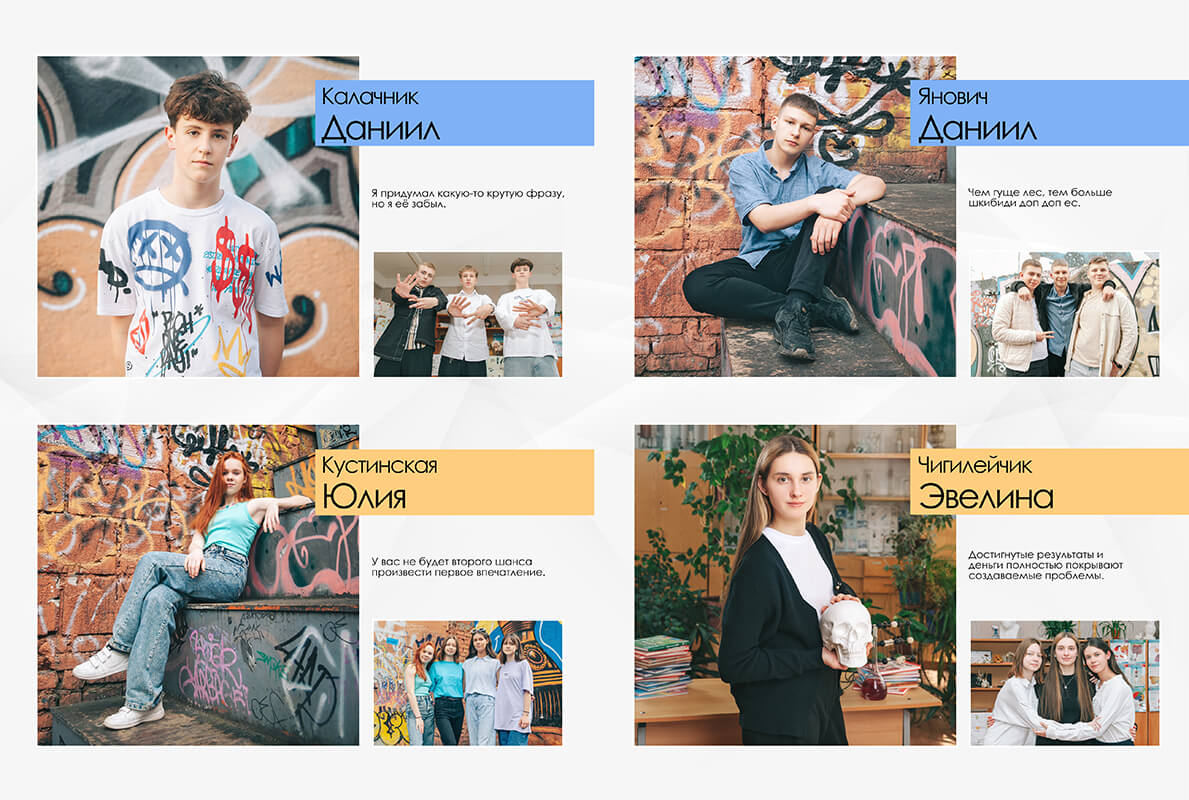 Калачник
Даниил
Я придумал какую-то крутую фразу,
но я её забыл.
Янович
Даниил
Чем гуще лес, тем больше
шкибиди доп доп ес.
Кустинская
Юлия
У вас не будет второго шанса
произвести первое впечатление.
Чигилейчик
Эвелина
Достигнутые результаты и
деньги полностью покрывают
создаваемые проблемы.